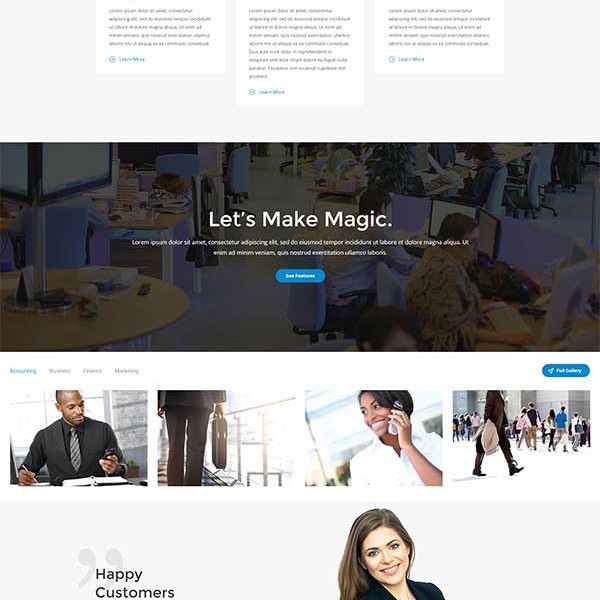 Lorem ipsum dolor sit amet, consectetur
adipiscing elit, sed do eiusmod tempor
incididunt ut labore et dolore magna
aliqua. Ut enim ad minim veniam, quis
nostrud exercitation ullamco laboris
nisi ut aliquip ex ea commodo consequat.
Learn More
Lorem ipsum dolor sit amet, consectetur
adipiscing elit, sed do eiusmod tempor
incididunt ut labore et dolore magna
aliqua. Ut enim ad minim veniam, quis
nostrud exercitation ullamco laboris
nisi ut aliquip ex ea commodo consequat.
Duis aute irure dolor in reprehenderit in
voluptate velit esse cillum dolore eu fugiat
nulla pariatur. Excepteur sint occaecat cupidatat non
proident
Learn More
Lorem ipsum dolor sit amet, consectetur
adipiscing elit, sed do eiusmod tempor
incididunt ut labore et dolore magna
aliqua. Ut enim ad minim veniam, quis
nostrud exercitation ullamco laboris
nisi ut aliquip ex ea commodo consequat.
Learn More
Let's Make Magic.
Lorem ipsum dolor sit amet, consectetur adipiscing elit, sed do eiusmod tempor incididunt ut labore et dolore magna aliqua. Ut
enim ad minim veniam, quis nostrud exercitation ullamco laboris.
See Features
Accounting Business Finance Marketing
Full Gallery
Happy
Customers